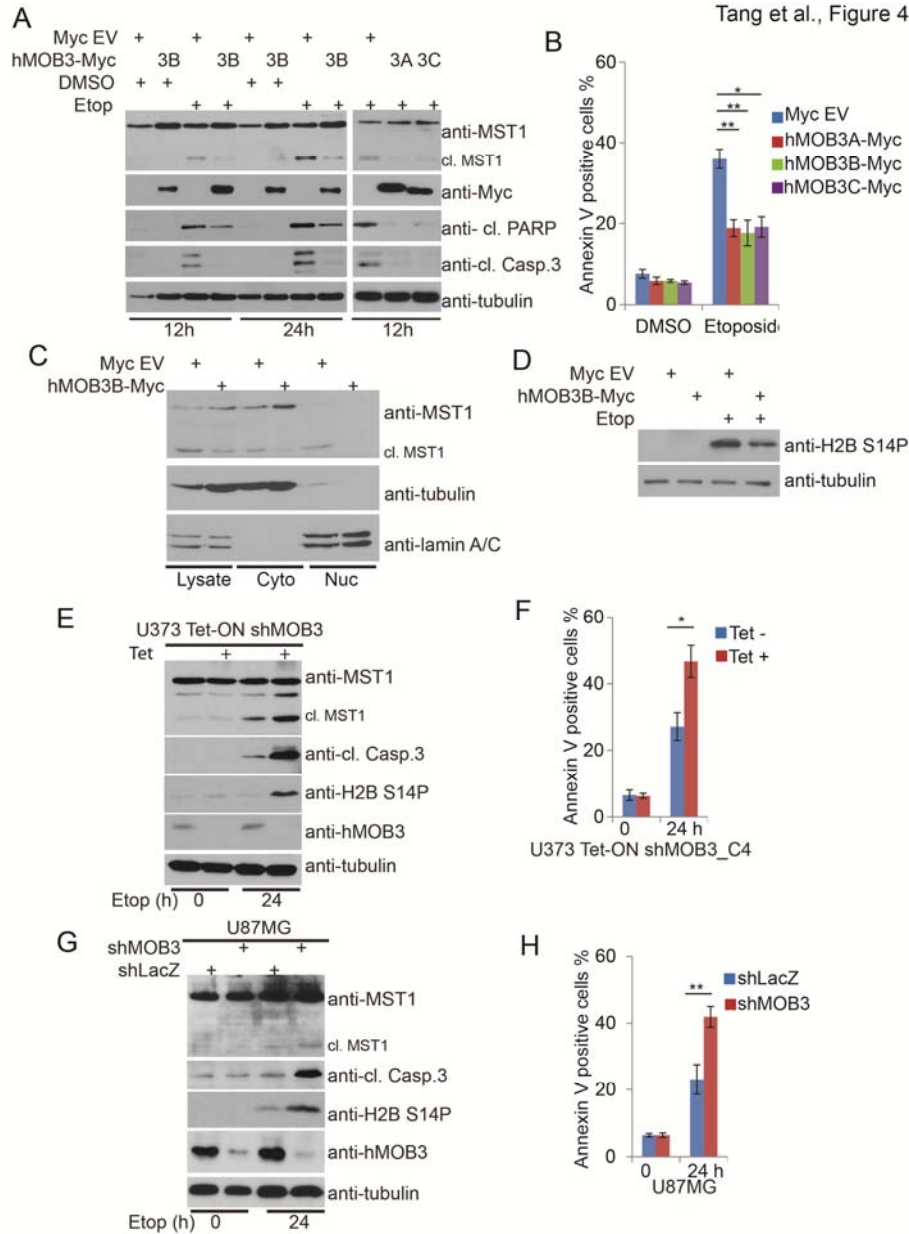 Tang et al., Figure 4
A
Myc EV + + + + +
hMOB3-Myc 3B 3B 3B 3B 3A 3C
DMSO + + + +
Etop + + + + + + +
anti-MST1
cl. MST1
anti-Myc
anti- cl. PARP
anti-cl. Casp.3
anti-tubulin
12h 24h 12h
B
Annexin V positive cells %
60
40
20
0
* 
**
**
Myc EV
hMOB3A-Myc
hMOB3B-Myc
hMOB3C-Myc
DMSO Etoposid
C
Myc EV + + +
hMOB3B-Myc + + +
anti-MST1
cl. MST1
anti-tubulin
anti-lamin A/C
Lysate Cyto Nuc
D
Myc EV + +
hMOB3B-Myc + +
Etop + +
anti-H2B S14P
anti-tubulin
E
U373 Tet-ON shMOB3
Tet + +
anti-MST1
cl. MST1
anti-cl. Casp.3
anti-H2B S14P
anti-hMOB3
anti-tubulin
Etop (h) 0 24
F
Annexin V positive cells %
60
40
20
0
*
Tet -
Tet +
0 24 h
U373 Tet-ON shMOB3_C4
G
U87MG
shMOB3 + +
shLacZ + +
anti-MST1
cl. MST1
anti-cl. Casp.3
anti-H2B S14P
anti-hMOB3
anti-tubulin
Etop (h) 0 24
H
Annexin V positive cells %
60
40
20
0
**
shLacZ
shMOB3
0 24 h
U87MG